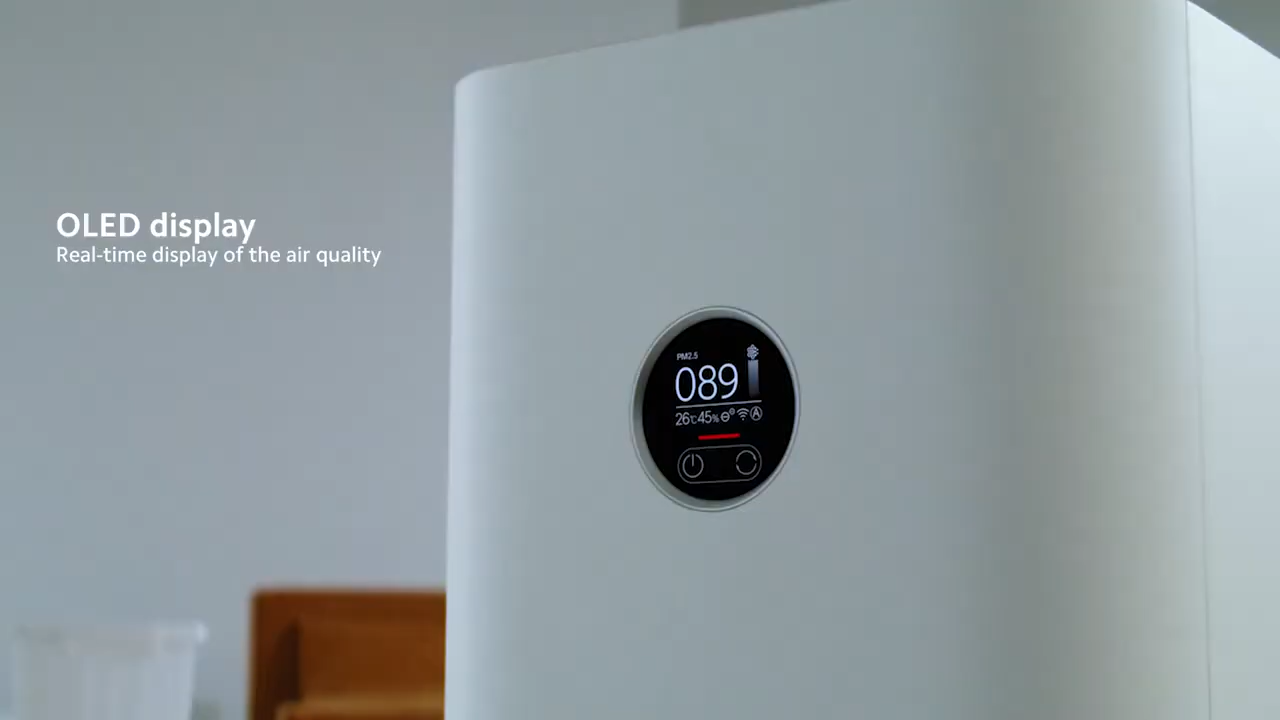 OLED display
Real-time display of the air quality
PM2.5
089
26℃45% A